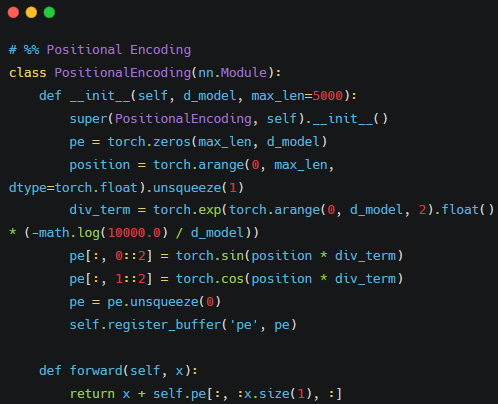 # %% Positional Encoding
class PositionalEncoding(nn.Module):
    def __init__(self, d_model, max_len=5000):
        super(PositionalEncoding, self).__init__()
        pe = torch.zeros(max_len, d_model)
        position = torch.arange(0, max_len,
dtype=torch.float).unsqueeze(1)
        div_term = torch.exp(torch.arange(0, d_model, 2).float()
* (-math.log(10000.0) / d_model))
        pe[:, 0::2] = torch.sin(position * div_term)
        pe[:, 1::2] = torch.cos(position * div_term)
        pe = pe.unsqueeze(0)
        self.register_buffer('pe', pe)

    def forward(self, x):
        return x + self.pe[:, :x.size(1), :]